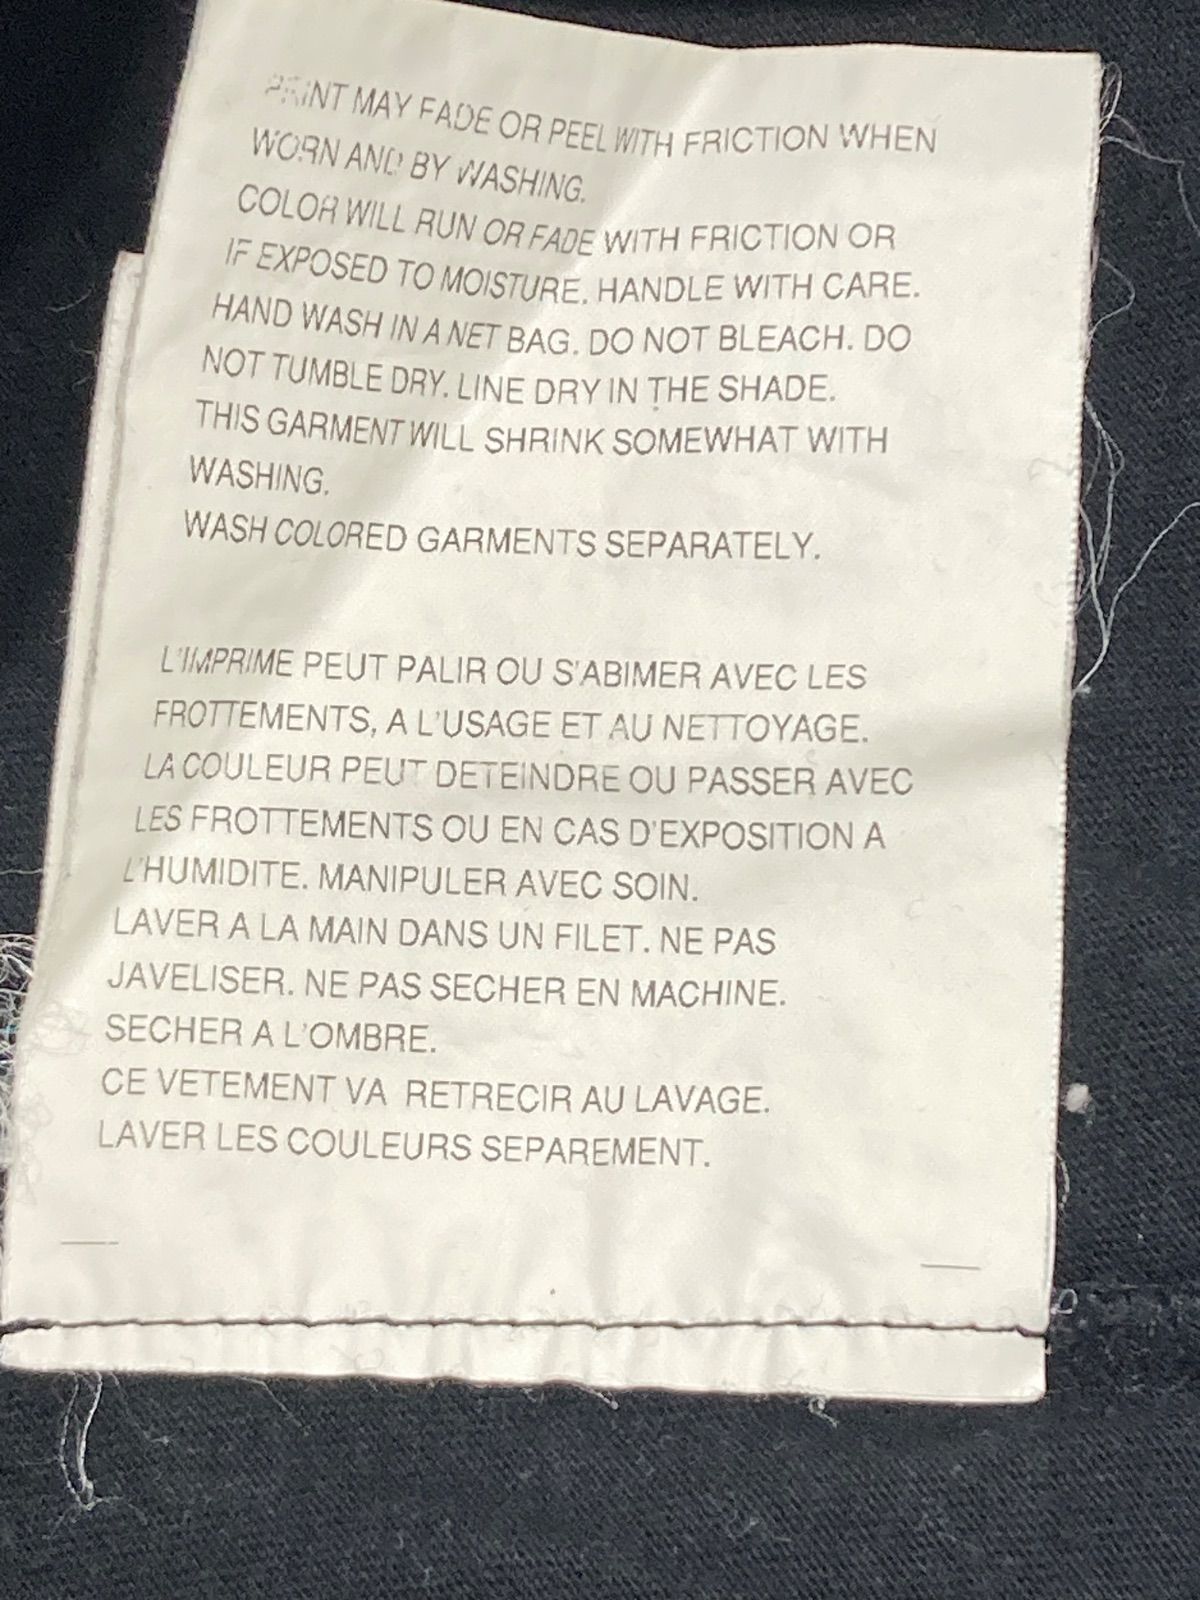 PRINT MAY FADE OR PEEL WITH FRICTION WHEN
WORN AND BY WASHING.
COLOR WILL RUN OR FADE WITH FRICTION OR
IF EXPOSED TO MOISTURE. HANDLE WITH CARE.
HAND WASH IN A NET BAG. DO NOT BLEACH. DO
NOT TUMBLE DRY. LINE DRY IN THE SHADE.
THIS GARMENT WILL SHRINK SOMEWHAT WITH
WASHING.
WASH COLORED GARMENTS SEPARATELY.
L'IMPRIME PEUT PALIR OU S'ABIMER AVEC LES
FROTTEMENTS, A L'USAGE ET AU NETTOYAGE.
LA COULEUR PEUT DETEINDRE OU PASSER AVEC
LES FROTTEMENTS OU EN CAS D'EXPOSITION A
L'HUMIDITE. MANIPULER AVEC SOIN.
LAVER A LA MAIN DANS UN FILET. NE PAS
JAVELISER. NE PAS SECHER EN MACHINE.
SECHER A L'OMBRE.
CE VETEMENT VA RETRECIR AU LAVAGE.
LAVER LES COULEURS SEPAREMENT.